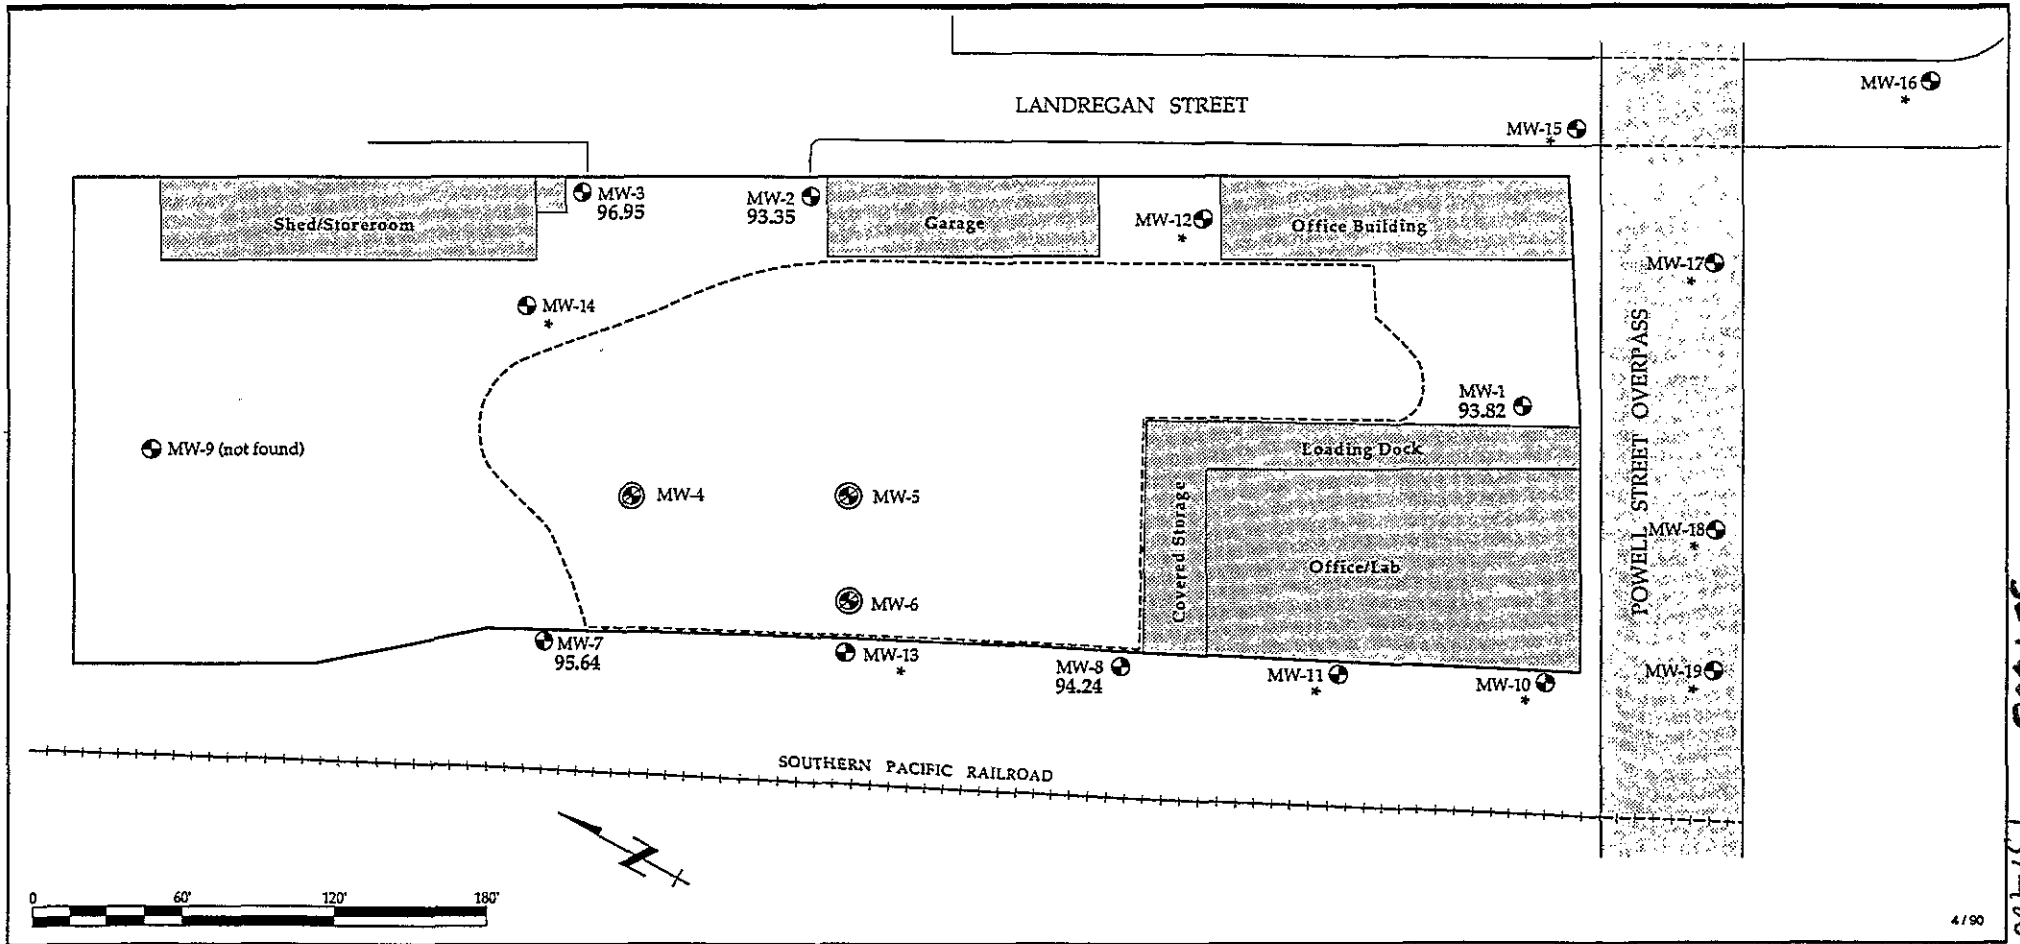 MW-16
*
LANDREGAN STREET
MW-15
*
MW-3
96.95
MW-2
93.35
Shed/Storeroom
Garage
MW-12
*
Office Building
MW-17
*
MW-14
*
POWELL STREET OVERPASS
MW-1
93.82
MW-9 (not found)
Loading Dock
MW-4
MW-5
Covered Storage
MW-18
*
Office/Lab
MW-6
MW-7
95.64
MW-13
*
MW-8
94.24
MW-11
*
MW-10
*
MW-19
*
SOUTHERN PACIFIC RAILROAD
N
0 60' 120' 180'
4/90